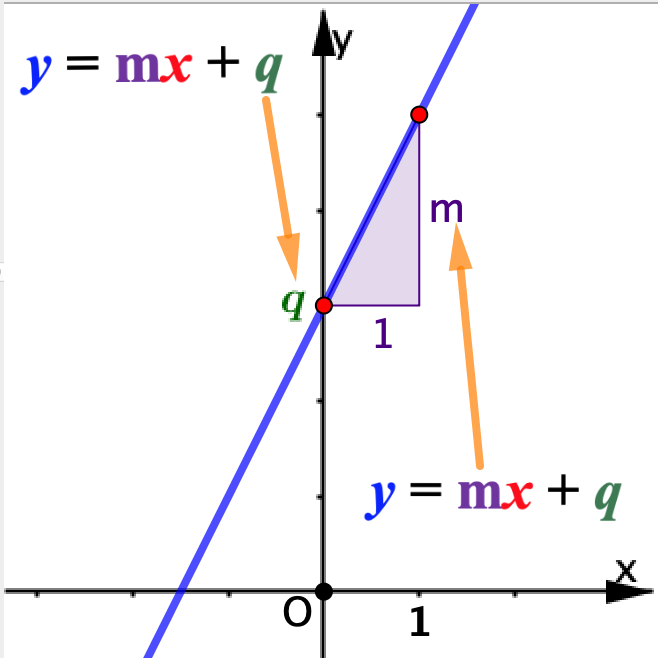 y
y = mx + q
m
q
1
y = mx + q
x
O
1